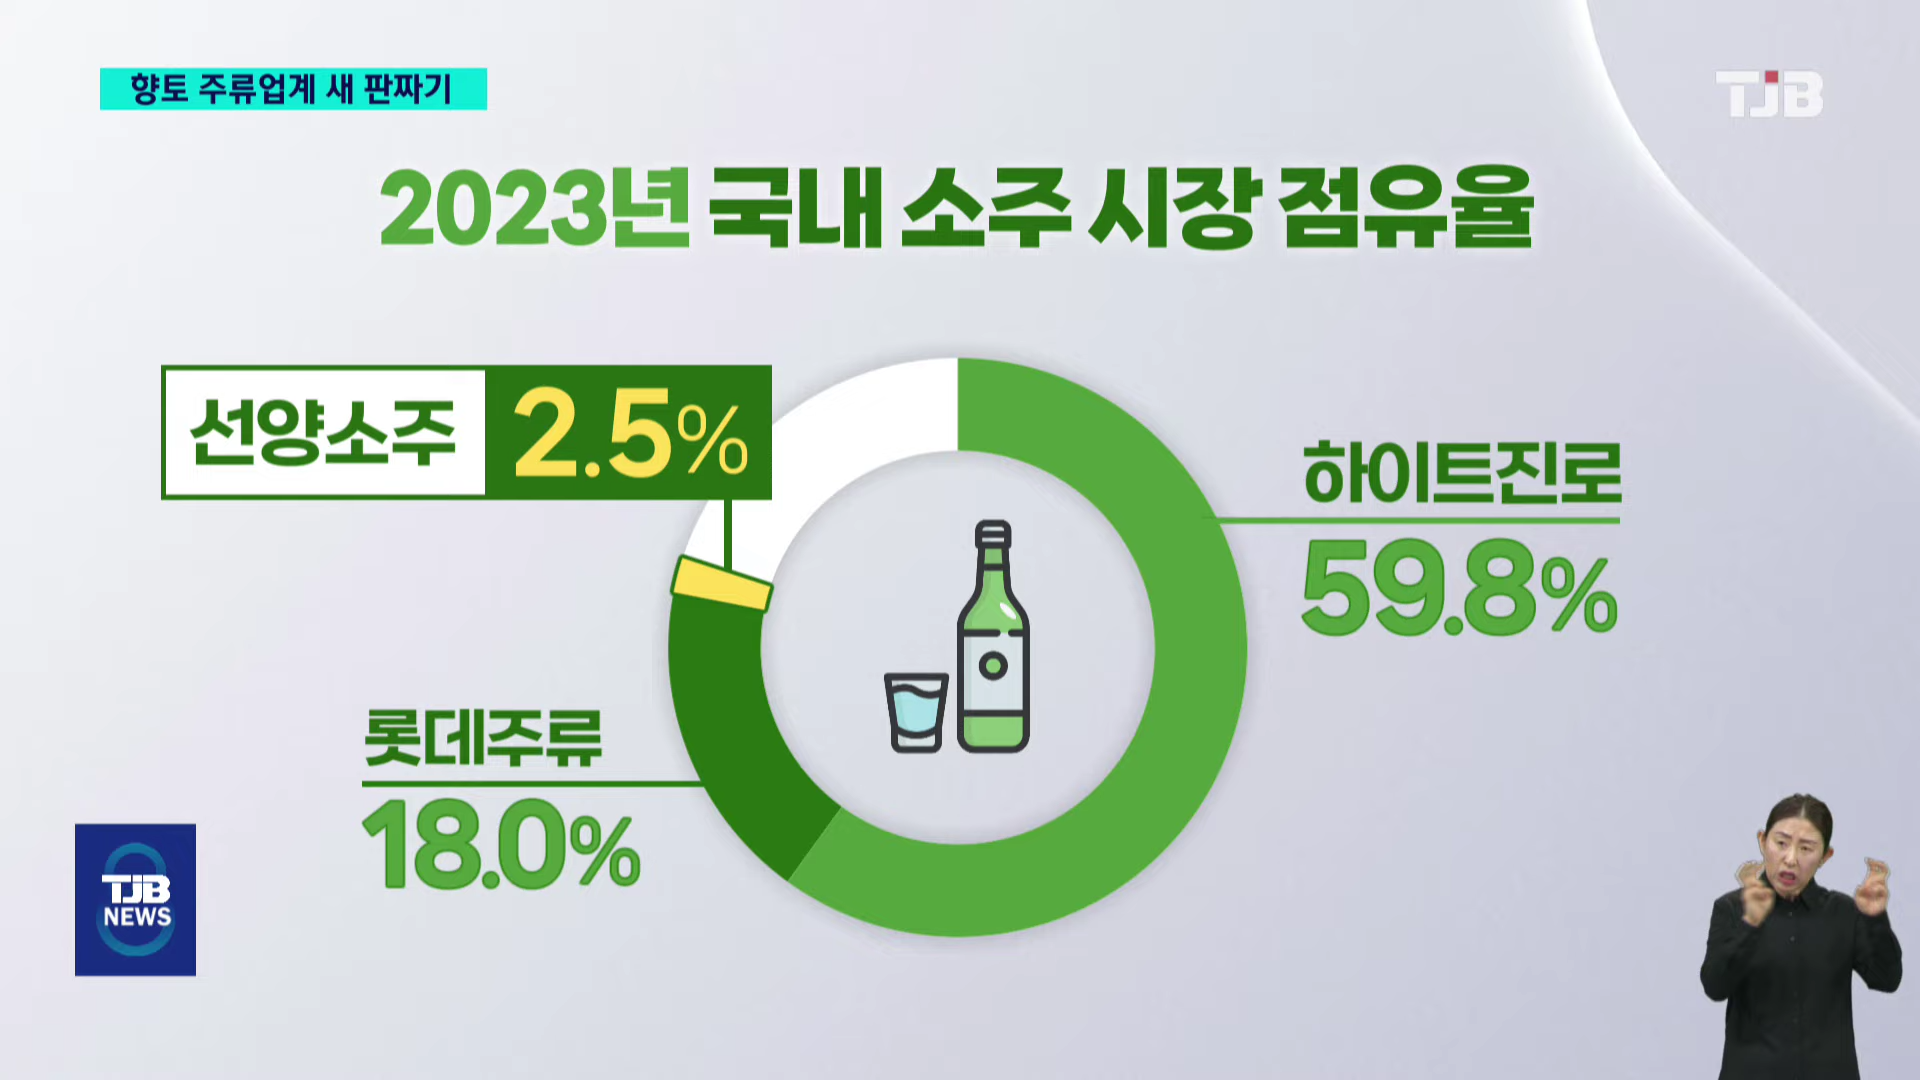 향토 주류업계 새 판짜기
TJB
2023년 국내 소주 시장 점유율
선양소주 2.5%
하이트진로
59.8%
롯데주류
18.0%
TJB
NEWS